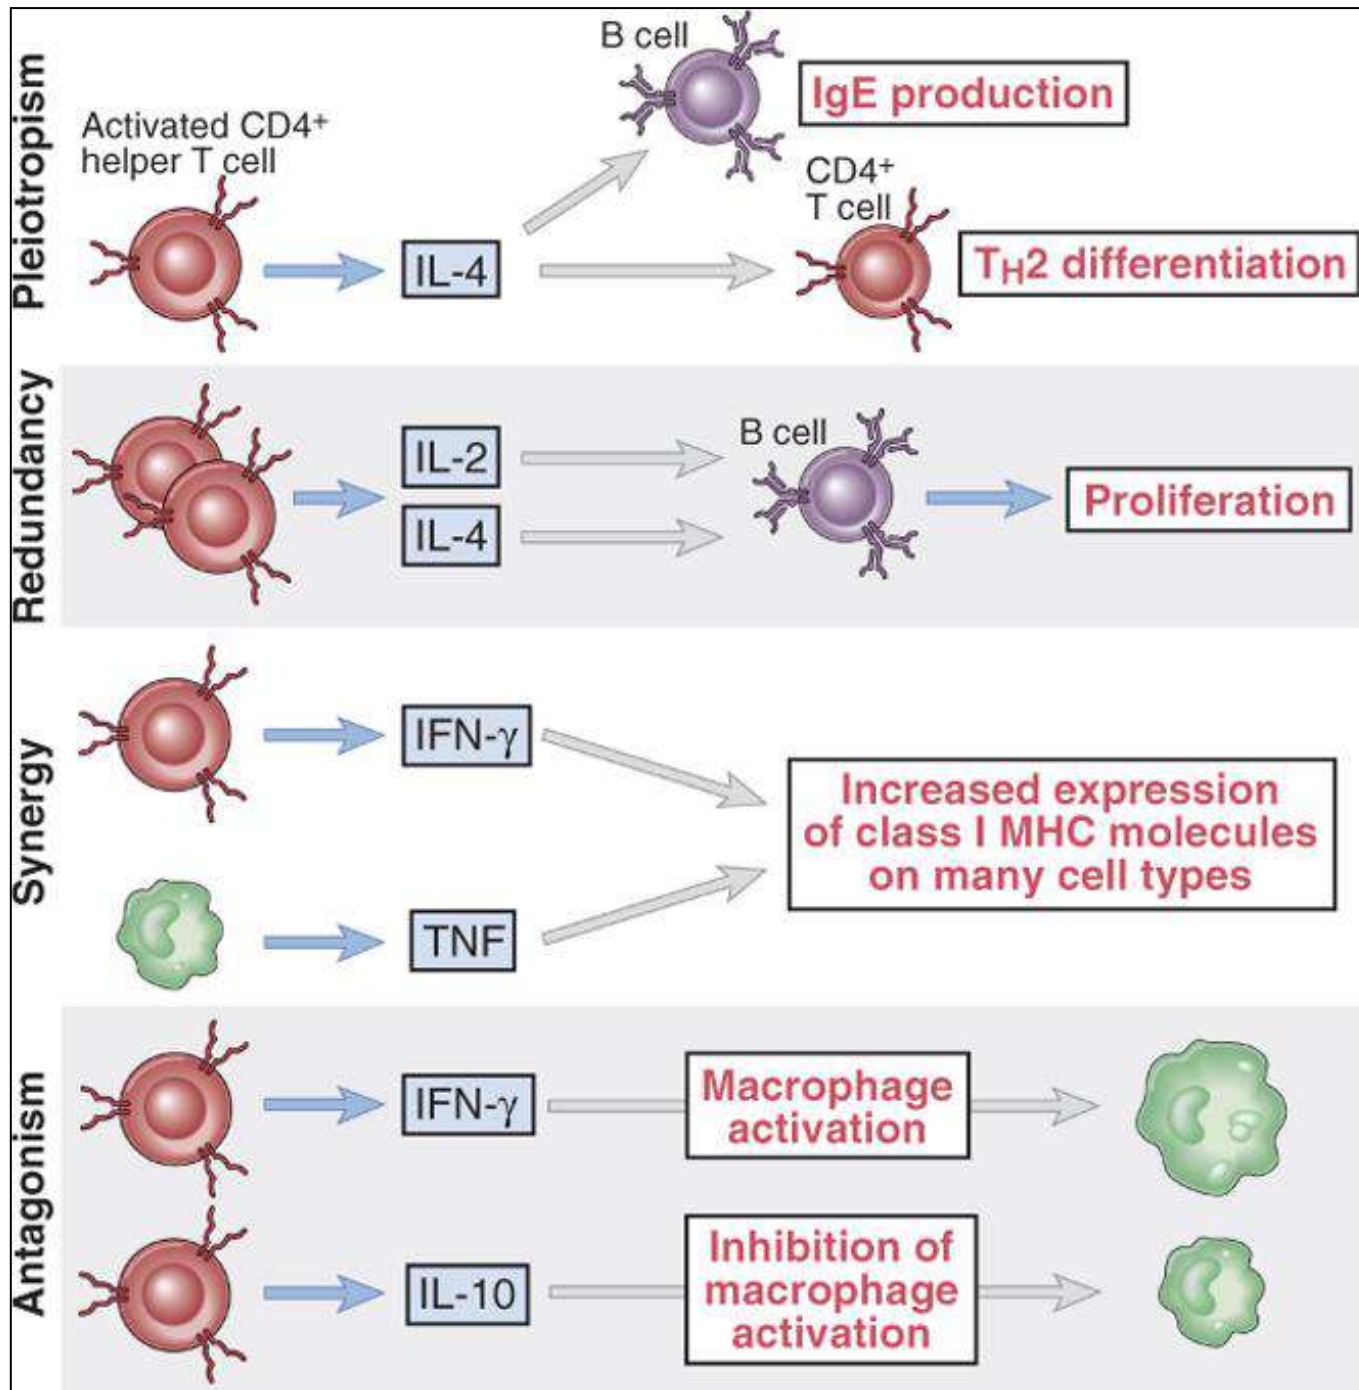 Pleiotropism
Activated CD4⁺
helper T cell
IL-4
B cell
IgE production
CD4⁺
T cell
T_H2 differentiation
Redundancy
IL-2
IL-4
B cell
Proliferation
Synergy
IFN-γ
TNF
Increased expression
of class I MHC molecules
on many cell types
Antagonism
IFN-γ
Macrophage
activation
IL-10
Inhibition of
macrophage
activation